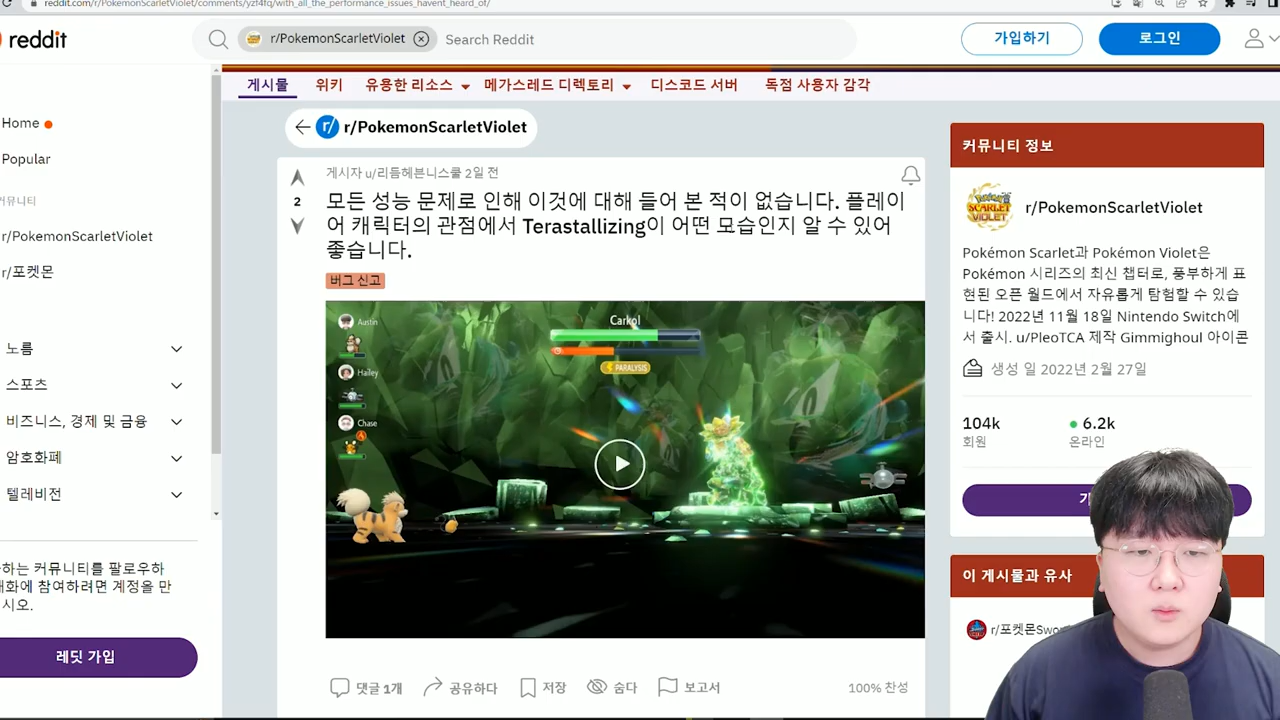 reddit.com/r/PokemonScarletViolet/comments/yzf4fq/with_all_the_performance_issues_havent_heard_of/
reddit
r/PokemonScarletViolet
Search Reddit
가입하기
로그인
게시물
위키
유용한 리소스
메가스레드 디렉토리
디스코드 서버
독점 사용자 감각
Home
Popular
커뮤니티
r/PokemonScarletViolet
r/포켓몬
노름
스포츠
비즈니스, 경제 및 금융
암호화폐
텔레비전
하는 커뮤니티를 팔로우하
대화에 참여하려면 계정을 만
시오.
레딧 가입
r/ r/PokemonScarletViolet
게시자 u/리듬헤븐니스쿨 2일 전
2
모든 성능 문제로 인해 이것에 대해 들어 본 적이 없습니다. 플레이
어 캐릭터의 관점에서 Terastallizing이 어떤 모습인지 알 수 있어
좋습니다.
버그 신고
Austin
Hailey
Chase
Carkol
PARALYSIS
댓글 1개
공유하다
저장
숨다
보고서
100% 찬성
커뮤니티 정보
POKÉMON
SCARLET
VIOLET
r/PokemonScarletViolet
Pokémon Scarlet과 Pokémon Violet은
Pokémon 시리즈의 최신 챕터로, 풍부하게 표
현된 오픈 월드에서 자유롭게 탐험할 수 있습
니다! 2022년 11월 18일 Nintendo Switch에
서 출시. u/PleoTCA 제작 Gimmighoul 아이콘
생성 일 2022년 2월 27일
104k
회원
6.2k
온라인
이 게시물과 유사
r/포켓몬Swo